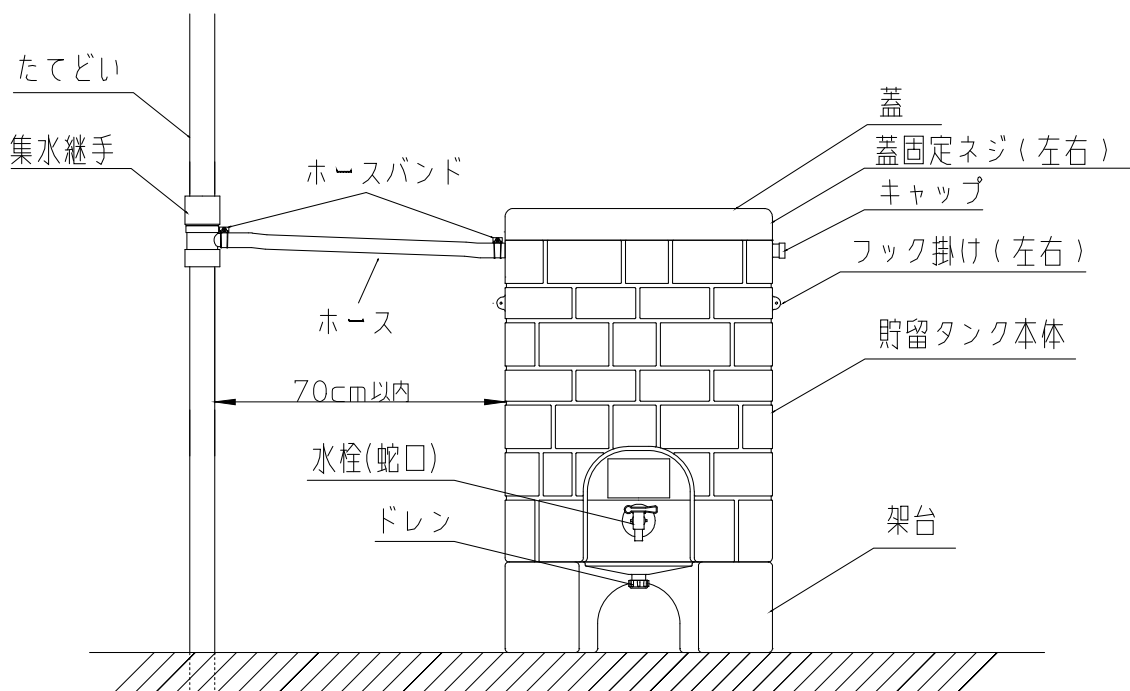 たてどい
集水継手
ホースバンド
ホース
70cm以内
水栓(蛇口)
ドレン
蓋
蓋固定ネジ(左右)
キャップ
フック掛け(左右)
貯留タンク本体
架台